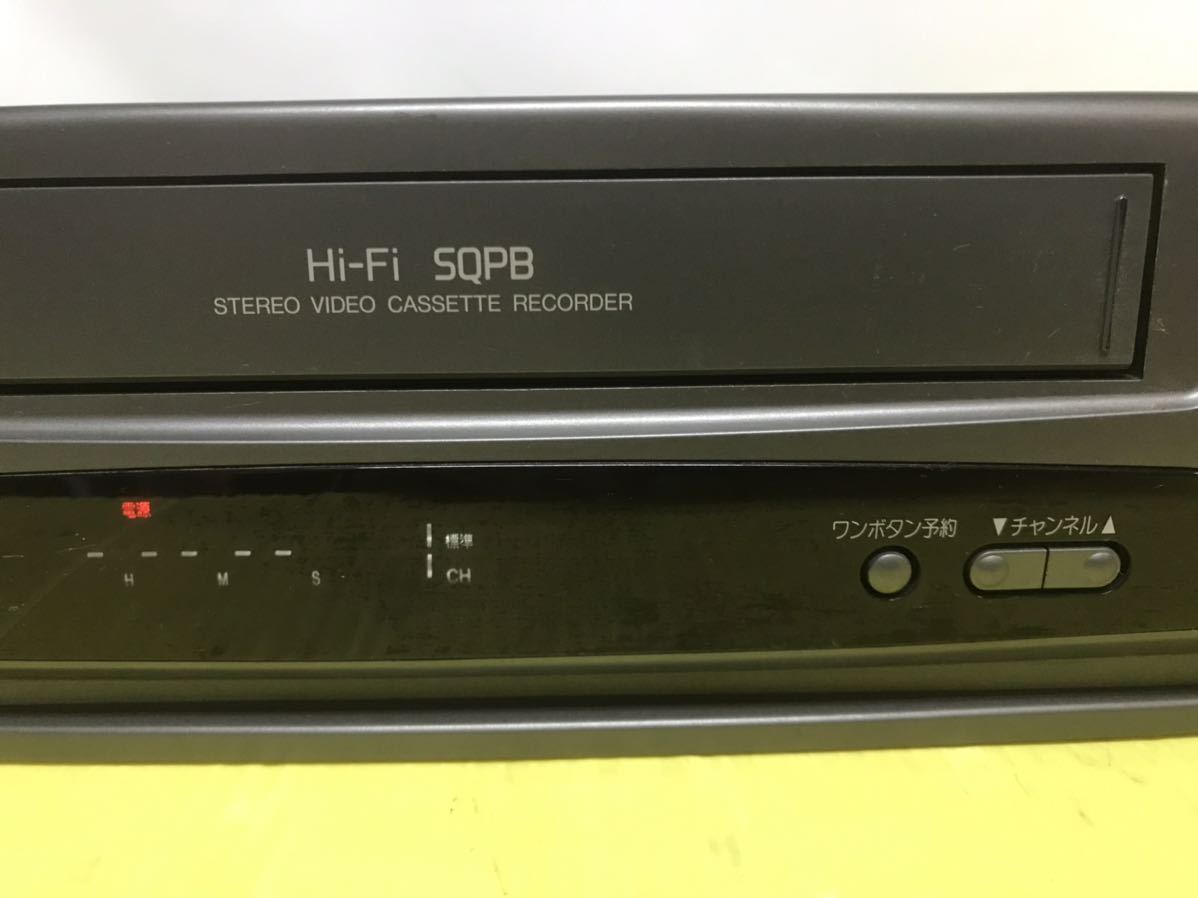 Hi-Fi SQPB
STEREO VIDEO CASSETTE RECORDER
電源
標準
H M S
CH
ワンボタン予約
▼チャンネル▲